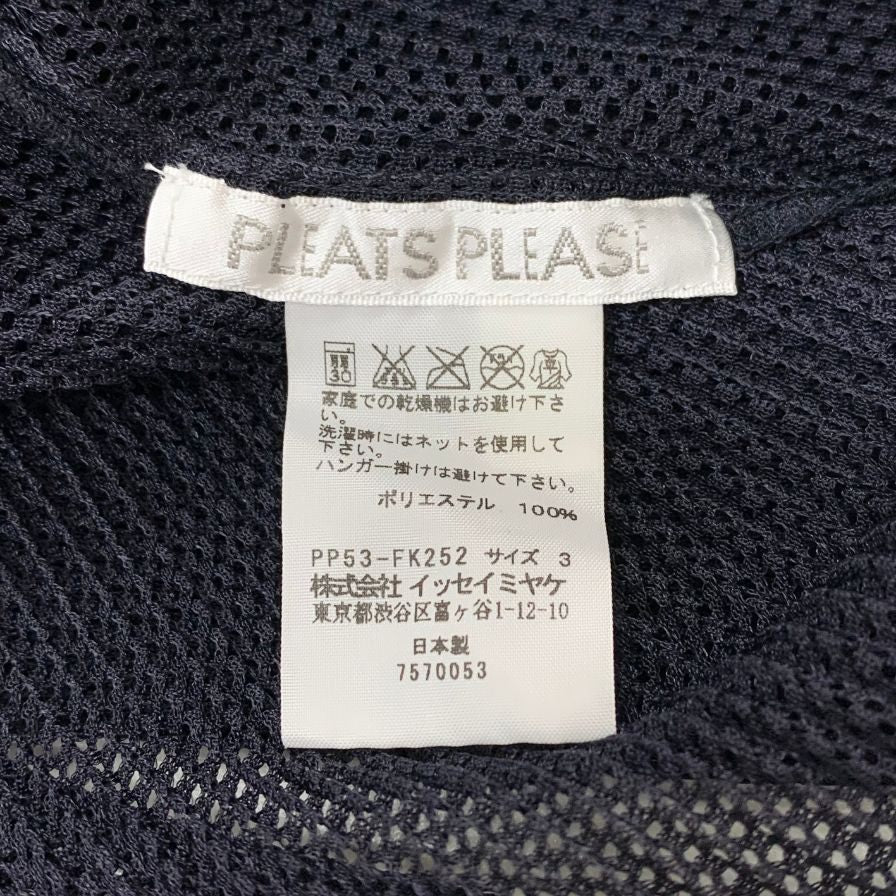 PLEATS PLEASE
30
平
家庭での乾燥機はお避け下さ
い。
洗濯時にはネットを使用して
下さい。
ハンガー掛けは避けて下さい。
ポリエステル 100%
PP53-FK252 サイズ 3
株式会社 イッセイ ミヤケ
東京都渋谷区富ヶ谷1-12-10
日本製
7570053